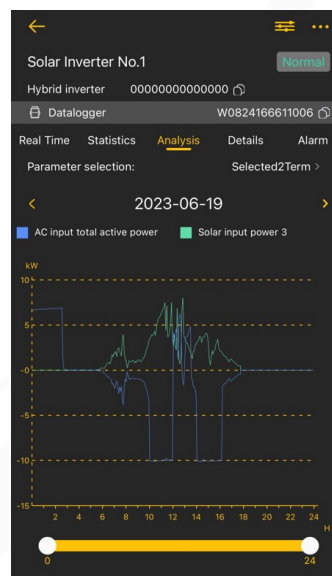 Solar Inverter No.1 Normal
Hybrid inverter 00000000000000
Datalogger W0824166611006
Real Time Statistics Analysis Details Alarm
Parameter selection: Selected2Term >
< 2023-06-19 >
AC input total active power Solar input power 3
kW
10
5
-0
-5
-10
-15
2 4 6 8 10 12 14 16 18 20 22 24
H
0 24